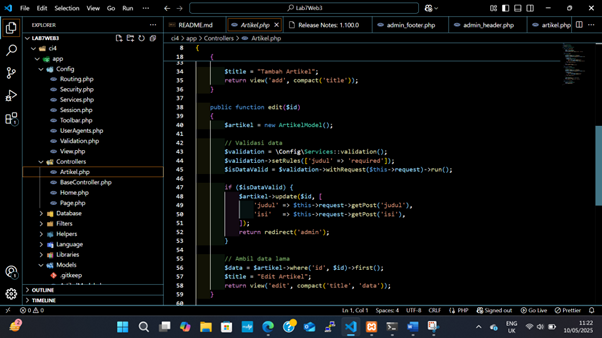 File Edit Selection View Go Run ...
Lab7Web3
EXPLORER
README.md
Artikel.php
Release Notes: 1.100.0
admin_footer.php
admin_header.php
artikel.php
LAB7WEB3
ci4 > app > Controllers > Artikel.php
ci4
app
Config
Routing.php
Security.php
Services.php
Session.php
Toolbar.php
UserAgents.php
Validation.php
View.php
Controllers
Artikel.php
BaseController.php
Home.php
Page.php
Database
Filters
Helpers
Language
Libraries
Models
.gitkeep
OUTLINE
TIMELINE
8 {
18 {
33
34 $title = "Tambah Artikel";
35 return view('add', compact('title'));
36 }
37
38 public function edit($id)
39 {
40 $artikel = new ArtikelModel();
41
42 // Validasi data
43 $validation = \Config\Services::validation();
44 $validation->setRules(['judul' => 'required']);
45 $isDataValid = $validation->withRequest($this->request)->run();
46
47 if ($isDataValid) {
48 $artikel->update($id, [
49 'judul' => $this->request->getPost('judul'),
50 'isi' => $this->request->getPost('isi'),
51 ]);
52 return redirect('admin');
53 }
54
55 // Ambil data lama
56 $data = $artikel->where('id', $id)->first();
57 $title = "Edit Artikel";
58 return view('edit', compact('title', 'data'));
59 }
60
0 0
Ln 1, Col 1 Spaces: 4 UTF-8 CRLF PHP Signed out Go Live Prettier
ENG
UK
11:22
10/05/2025